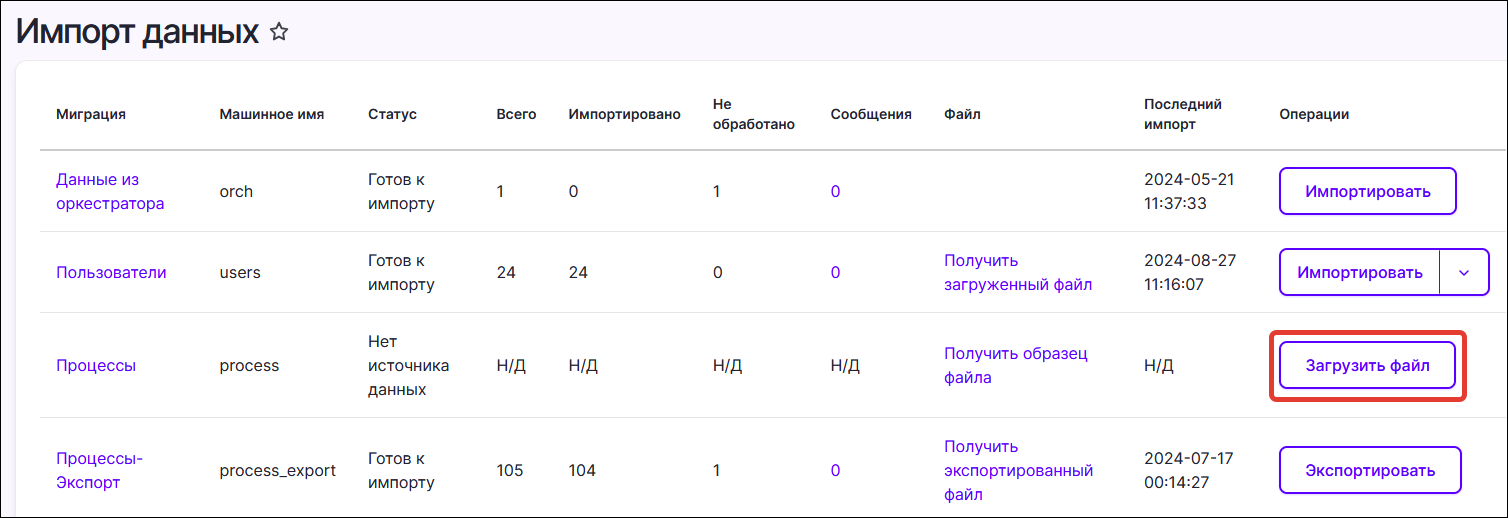 Импорт данных
Миграция Машинное имя Статус Всего Импортировано Не обработано Сообщения Файл Последний импорт Операции
Данные из оркестратора orch Готов к импорту 1 0 1 0 2024-05-21 11:37:33 Импортировать
Пользователи users Готов к импорту 24 24 0 0 Получить загруженный файл 2024-08-27 11:16:07 Импортировать
Процессы process Нет источника данных Н/Д Н/Д Н/Д Н/Д Получить образец файла Н/Д Загрузить файл
Процессы-Экспорт process_export Готов к импорту 105 104 1 0 Получить экспортированный файл 2024-07-17 00:14:27 Экспортировать